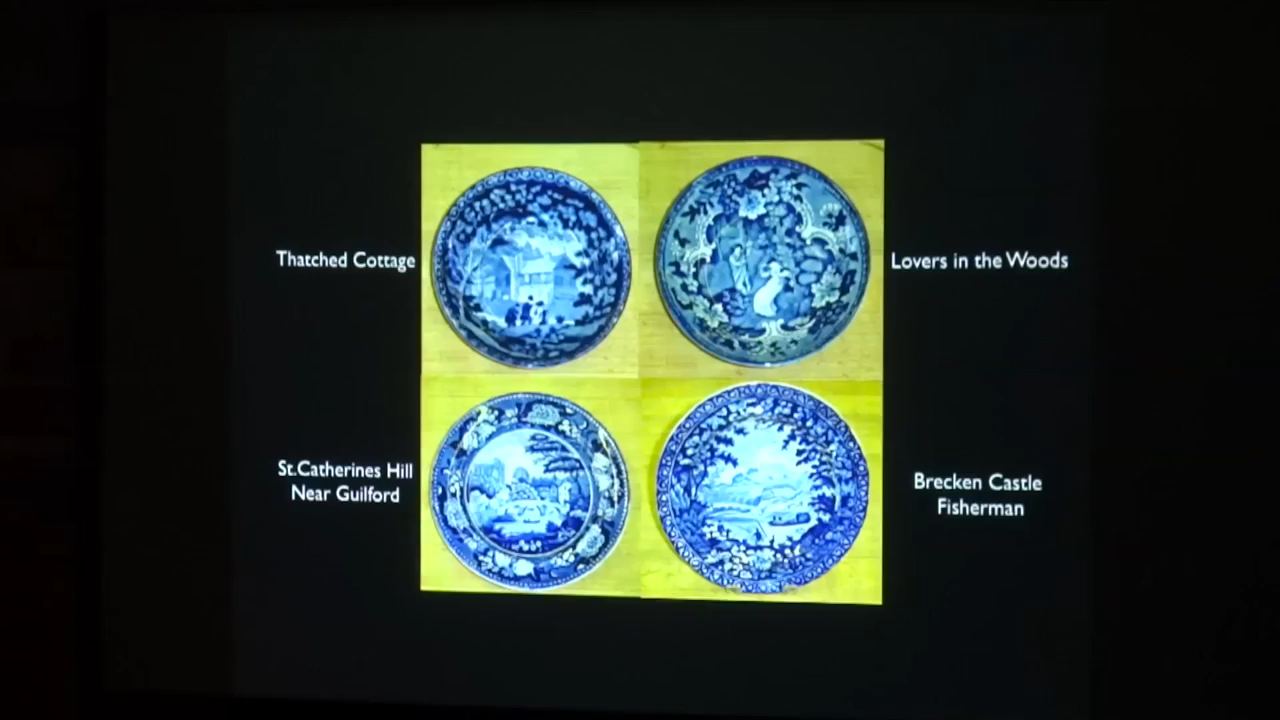 Thatched Cottage
Lovers in the Woods
St.Catherines Hill
Near Guilford
Brecken Castle
Fisherman